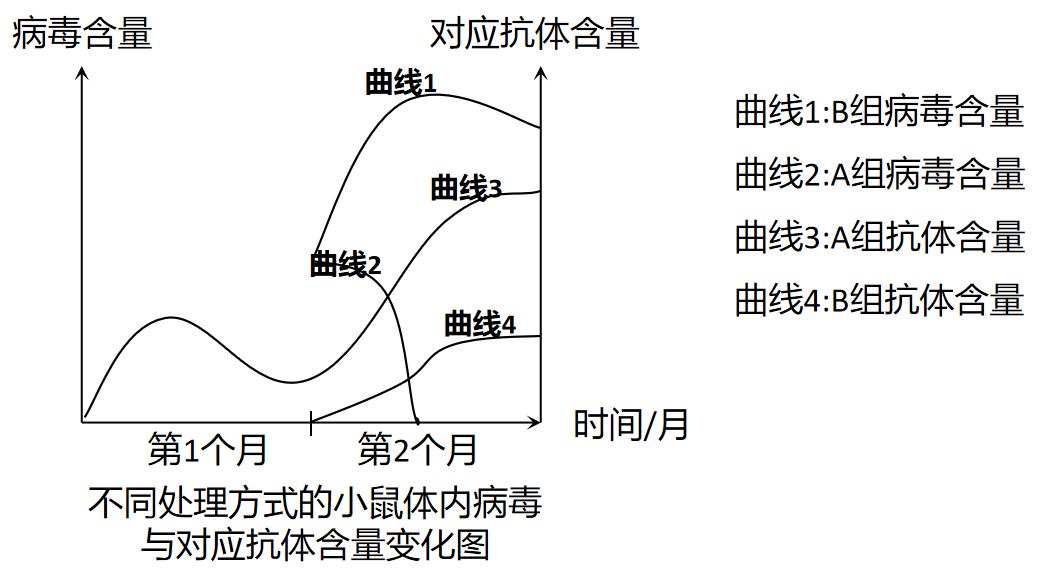 病毒含量
对应抗体含量
曲线1
曲线1:B组病毒含量
曲线2:A组病毒含量
曲线3
曲线3:A组抗体含量
曲线2
曲线4:B组抗体含量
曲线4
时间/月
第1个月
第2个月
不同处理方式的小鼠体内病毒
与对应抗体含量变化图